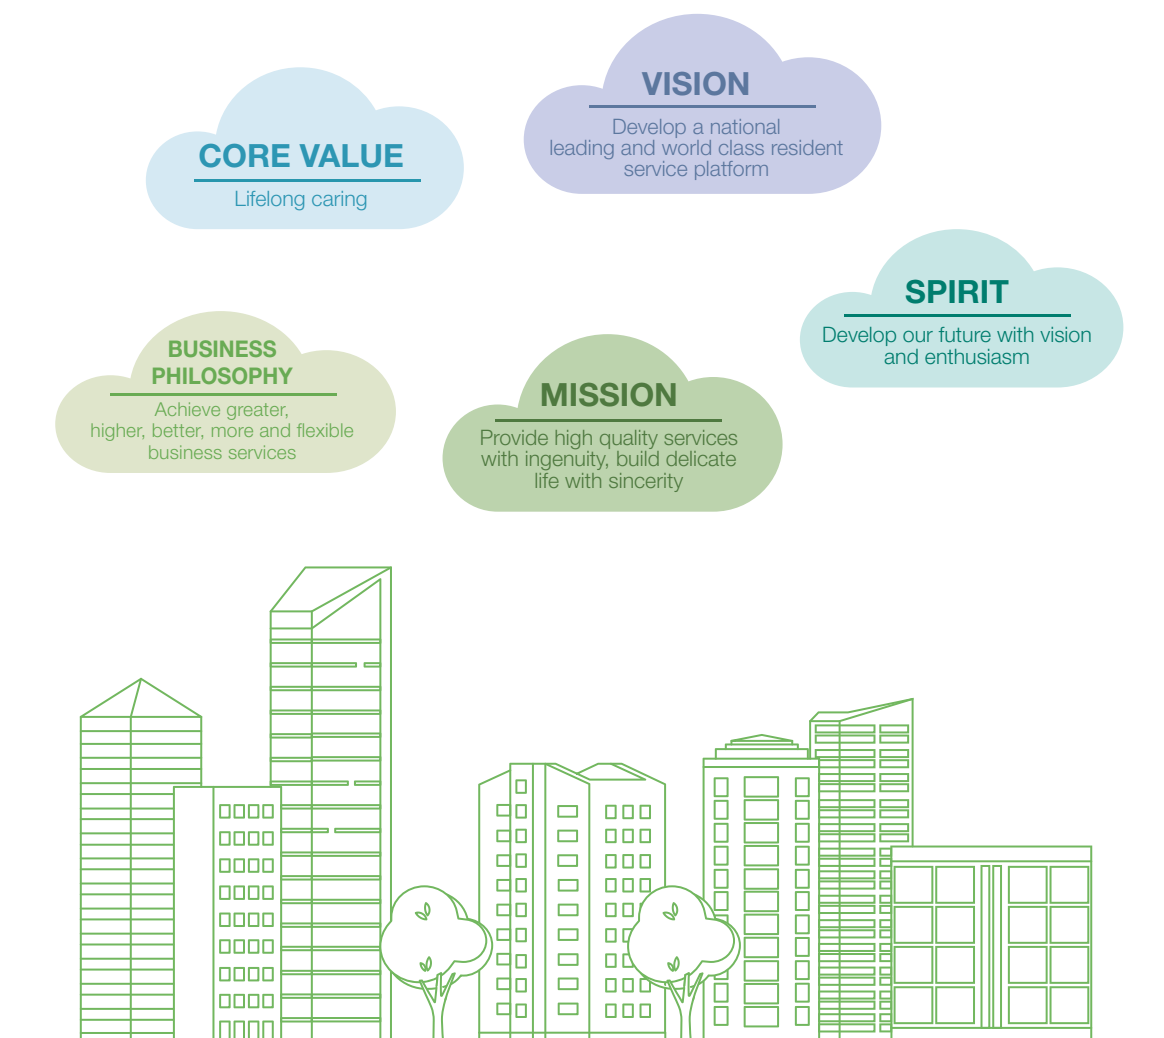 VISION
Develop a national
leading and world class resident
service platform
CORE VALUE
Lifelong caring
SPIRIT
Develop our future with vision
and enthusiasm
BUSINESS
PHILOSOPHY
Achieve greater,
higher, better, more and flexible
business services
MISSION
Provide high quality services
with ingenuity, build delicate
life with sincerity